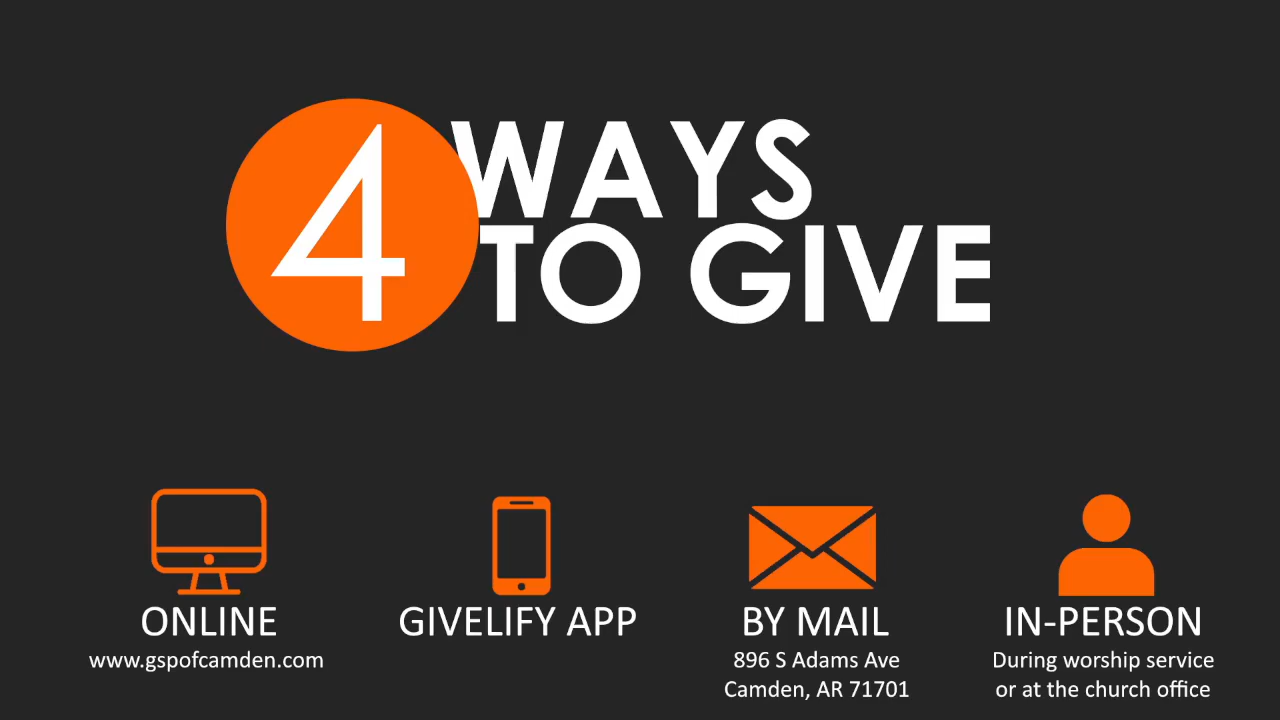 4 WAYS
TO GIVE
ONLINE
www.gspofcamden.com
GIVELIFY APP
BY MAIL
896 S Adams Ave
Camden, AR 71701
IN-PERSON
During worship service
or at the church office